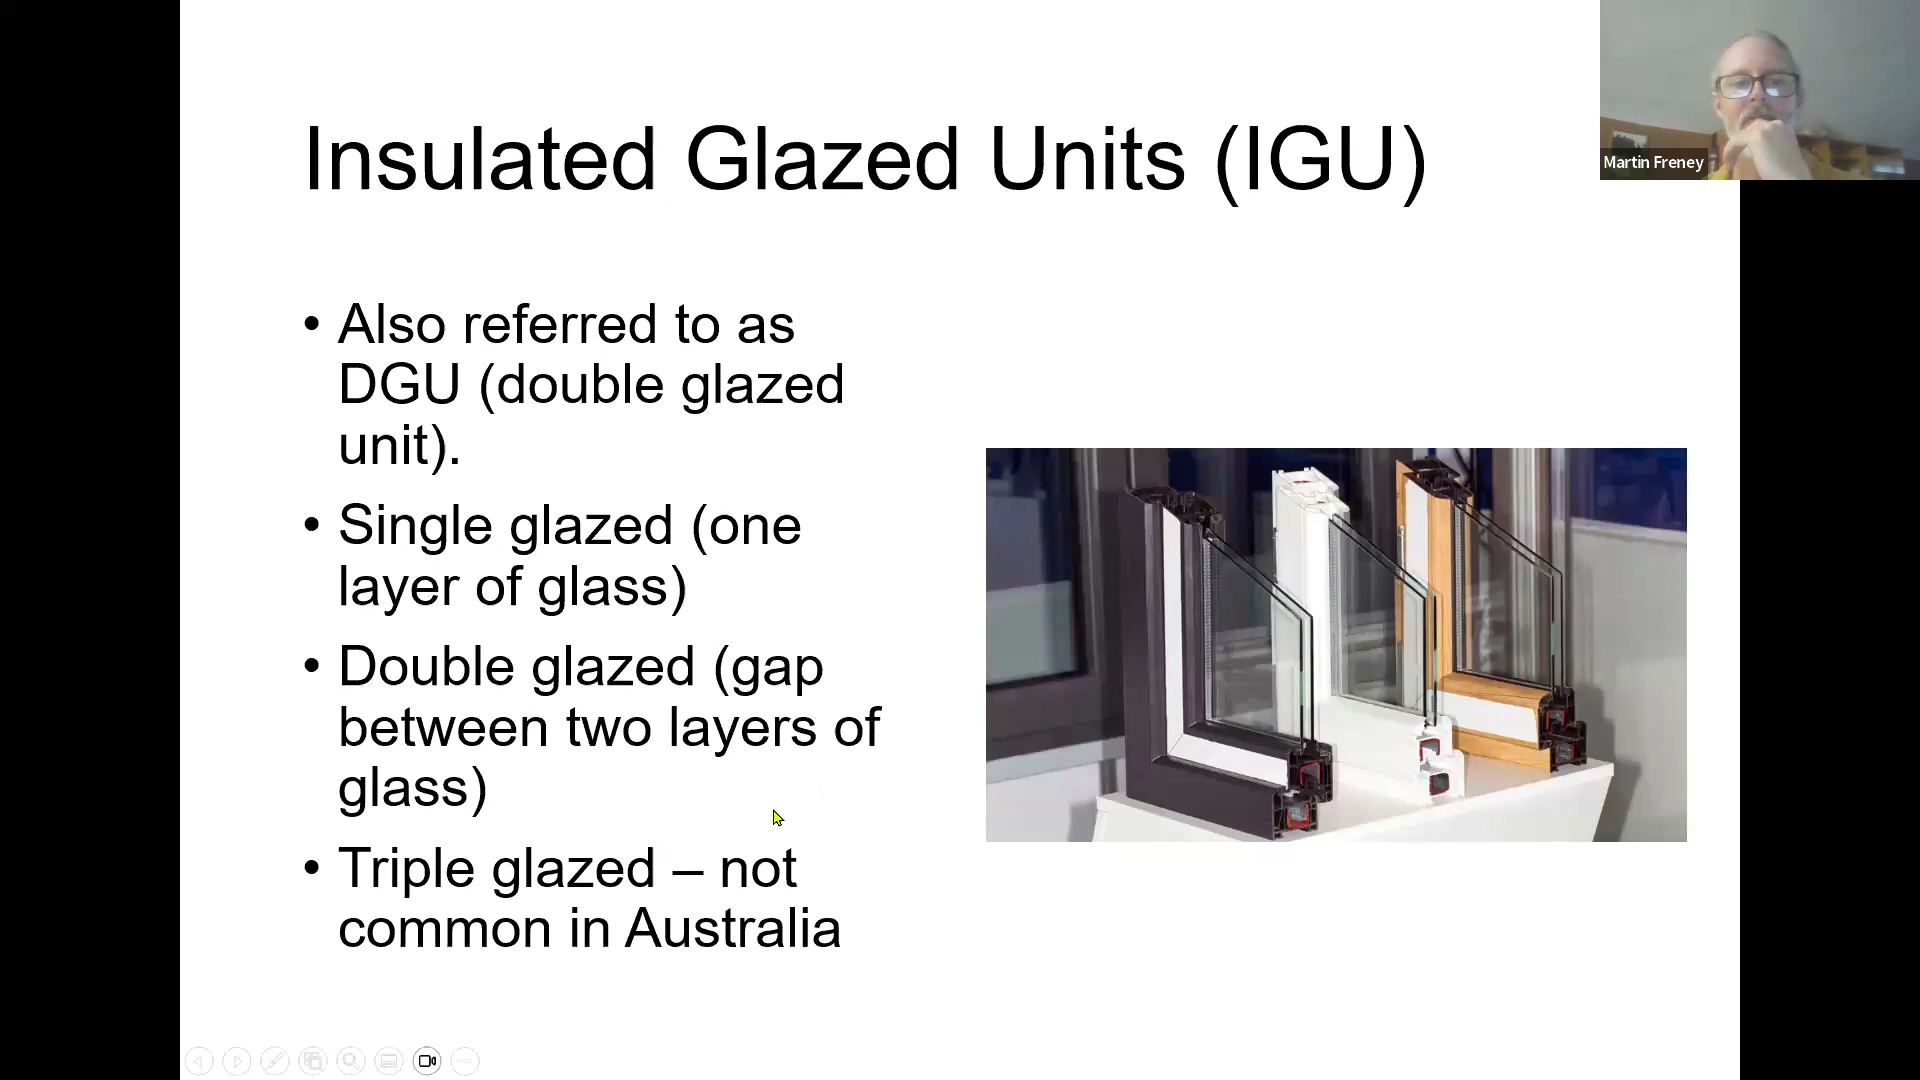 Insulated Glazed Units (IGU)
Martin Freney
• Also referred to as
DGU (double glazed
unit).
• Single glazed (one
layer of glass)
• Double glazed (gap
between two layers of
glass)
• Triple glazed – not
common in Australia